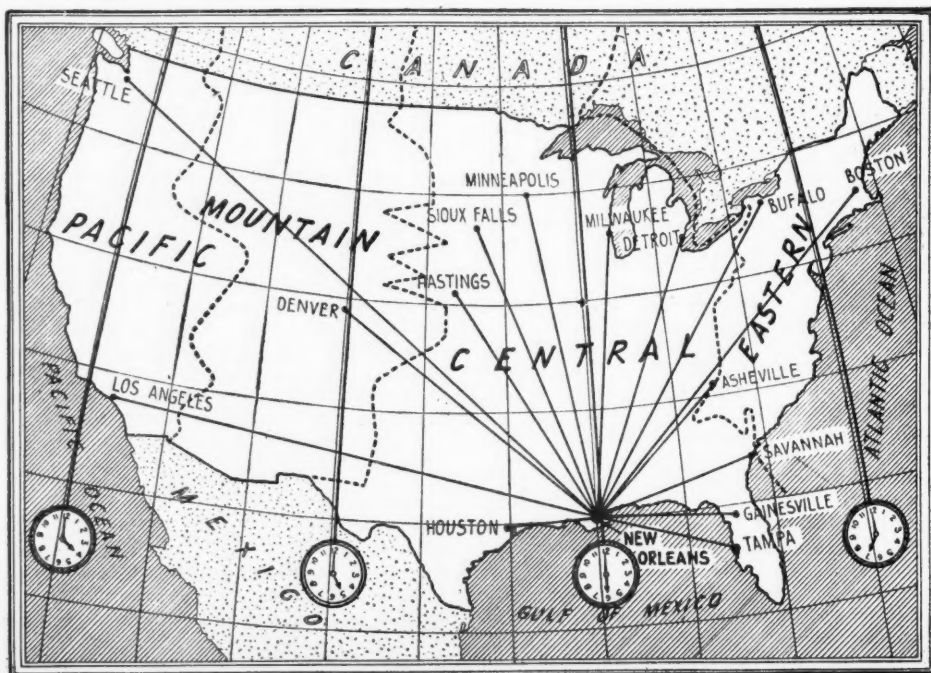 CANADA
SEATTLE
MINNEAPOLIS
BOSTON
BUFALO
SIOUX FALLS
MILWAUKEE
DETROIT
MOUNTAIN
PACIFIC
EASTERN
HASTINGS
DENVER
CENTRAL
ATLANTIC OCEAN
LOS ANGELES
ASHEVILLE
PACIFIC OCEAN
SAVANNAH
MEXICO
HOUSTON
GAINESVILLE
NEW
ORLEANS
TAMPA
GULF OF MEXICO